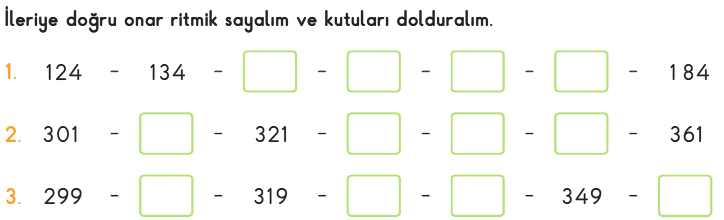 İleriye doğru onar ritmik sayalım ve kutuları dolduralım.
1. 124 - 134 - - - - - 184
2. 301 - - 321 - - - - 361
3. 299 - - 319 - - - 349 -